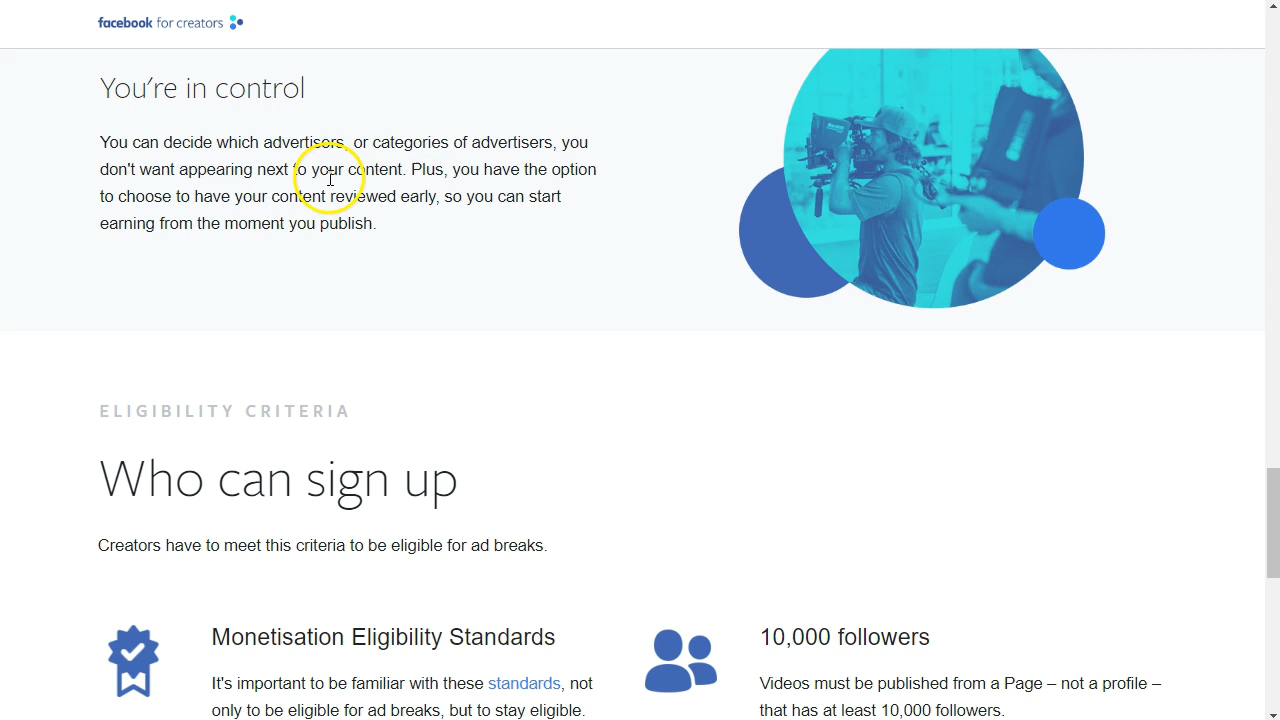 facebook for creators
You're in control
You can decide which advertisers, or categories of advertisers, you
don't want appearing next to your content. Plus, you have the option
to choose to have your content reviewed early, so you can start
earning from the moment you publish.
ELIGIBILITY CRITERIA
Who can sign up
Creators have to meet this criteria to be eligible for ad breaks.
Monetisation Eligibility Standards
It's important to be familiar with these standards, not
only to be eligible for ad breaks, but to stay eligible.
10,000 followers
Videos must be published from a Page – not a profile –
that has at least 10,000 followers.